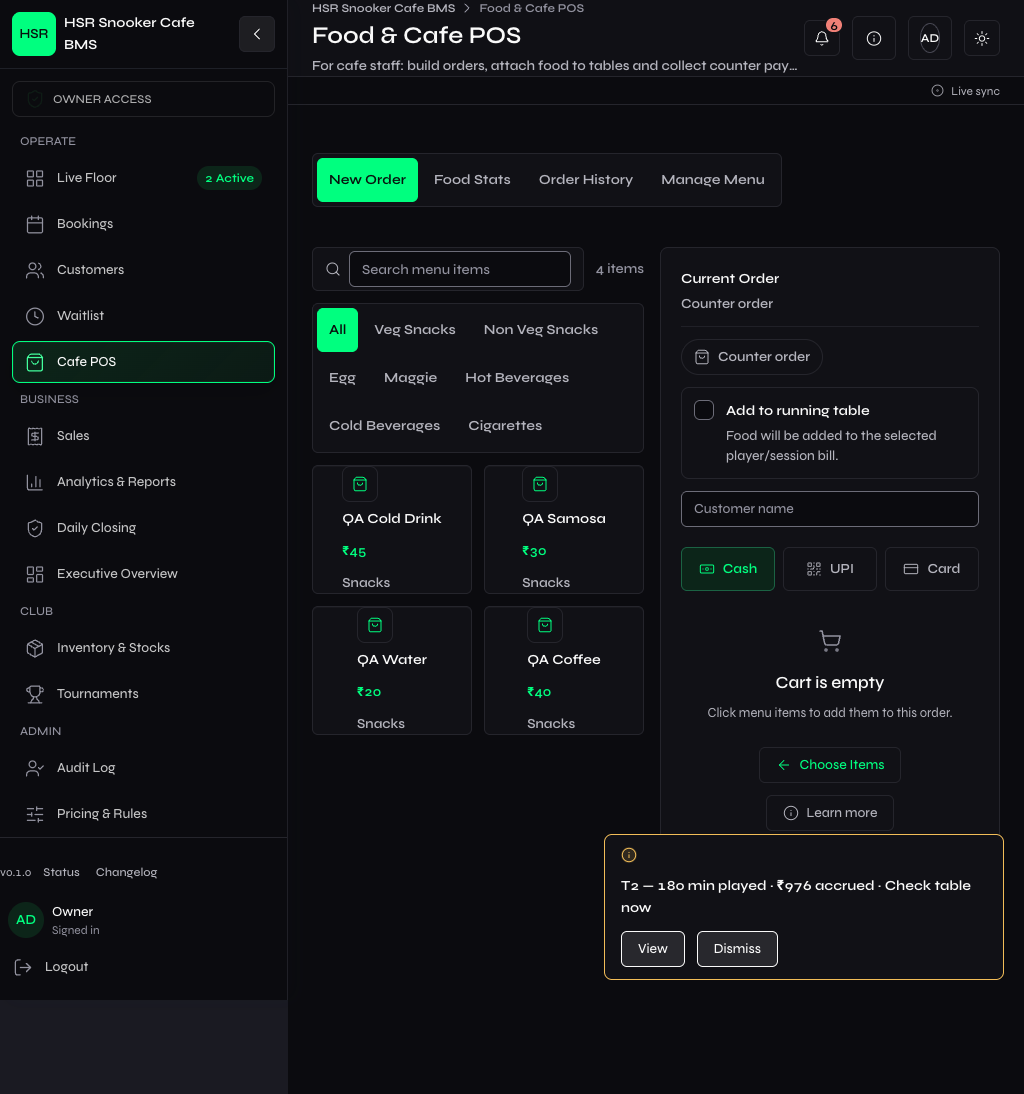 HSR
HSR Snooker Cafe
BMS
OWNER ACCESS
OPERATE
Live Floor
2 Active
Bookings
Customers
Waitlist
Cafe POS
BUSINESS
Sales
Analytics & Reports
Daily Closing
Executive Overview
CLUB
Inventory & Stocks
Tournaments
ADMIN
Audit Log
Pricing & Rules
v0.1.0 Status Changelog
AD
Owner
Signed in
Logout
HSR Snooker Cafe BMS > Food & Cafe POS
Food & Cafe POS
For cafe staff: build orders, attach food to tables and collect counter pay...
6
AD
Live sync
New Order Food Stats Order History Manage Menu
Search menu items
4 items
All Veg Snacks Non Veg Snacks
Egg Maggie Hot Beverages
Cold Beverages Cigarettes
QA Cold Drink
₹45
Snacks
QA Samosa
₹30
Snacks
QA Water
₹20
Snacks
QA Coffee
₹40
Snacks
Current Order
Counter order
Counter order
Add to running table
Food will be added to the selected
player/session bill.
Customer name
Cash UPI Card
Cart is empty
Click menu items to add them to this order.
Choose Items
Learn more
T2 — 180 min played · ₹976 accrued · Check table
now
View Dismiss